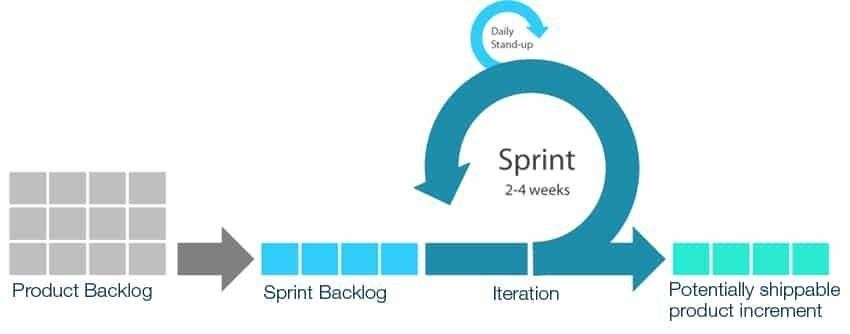 Daily
Stand-up
Sprint
2-4 weeks
Product Backlog
Sprint Backlog
Iteration
Potentially shippable
product increment